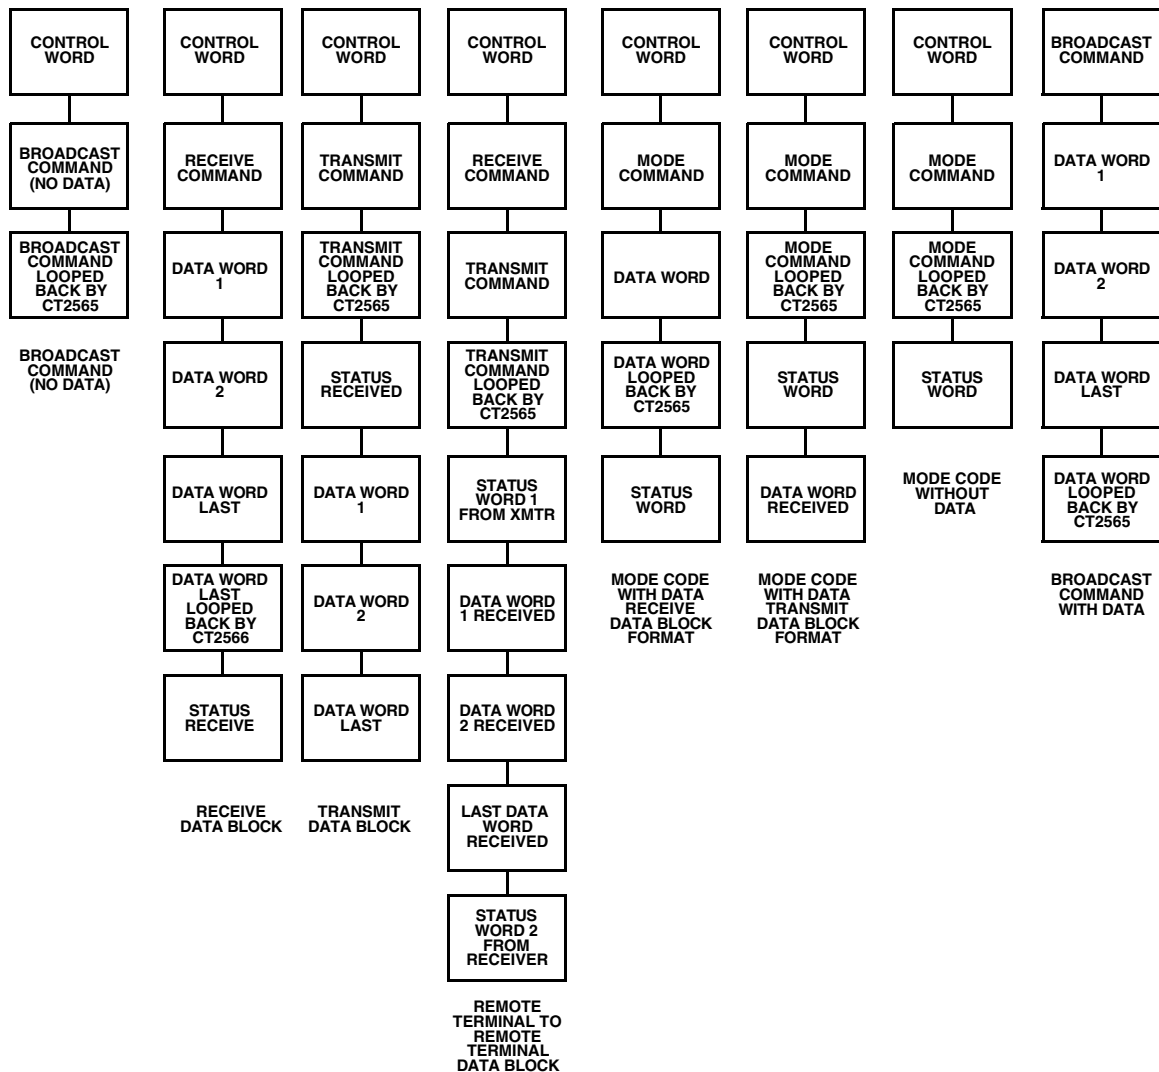 CONTROL
WORD
BROADCAST
COMMAND
(NO DATA)
BROADCAST
COMMAND
LOOPED
BACK BY
CT2565
BROADCAST
COMMAND
(NO DATA)
CONTROL
WORD
RECEIVE
COMMAND
DATA WORD
1
DATA WORD
2
DATA WORD
LAST
DATA WORD
LAST
LOOPED
BACK BY
CT2566
STATUS
RECEIVE
RECEIVE
DATA BLOCK
CONTROL
WORD
TRANSMIT
COMMAND
TRANSMIT
COMMAND
LOOPED
BACK BY
CT2565
STATUS
RECEIVED
DATA WORD
1
DATA WORD
2
DATA WORD
LAST
TRANSMIT
DATA BLOCK
CONTROL
WORD
RECEIVE
COMMAND
TRANSMIT
COMMAND
TRANSMIT
COMMAND
LOOPED
BACK BY
CT2565
STATUS
WORD 1
FROM XMTR
DATA WORD
1 RECEIVED
DATA WORD
2 RECEIVED
LAST DATA
WORD
RECEIVED
STATUS
WORD 2
FROM
RECEIVER
REMOTE
TERMINAL TO
REMOTE
TERMINAL
DATA BLOCK
CONTROL
WORD
MODE
COMMAND
DATA WORD
DATA WORD
LOOPED
BACK BY
CT2565
STATUS
WORD
MODE CODE
WITH DATA
RECEIVE
DATA BLOCK
FORMAT
CONTROL
WORD
MODE
COMMAND
MODE
COMMAND
LOOPED
BACK BY
CT2565
STATUS
WORD
DATA WORD
RECEIVED
MODE CODE
WITH DATA
TRANSMIT
DATA BLOCK
FORMAT
CONTROL
WORD
MODE
COMMAND
MODE
COMMAND
LOOPED
BACK BY
CT2565
STATUS
WORD
MODE CODE
WITHOUT
DATA
BROADCAST
COMMAND
DATA WORD
1
DATA WORD
2
DATA WORD
LAST
DATA WORD
LOOPED
BACK BY
CT2565
BROADCAST
COMMAND
WITH DATA